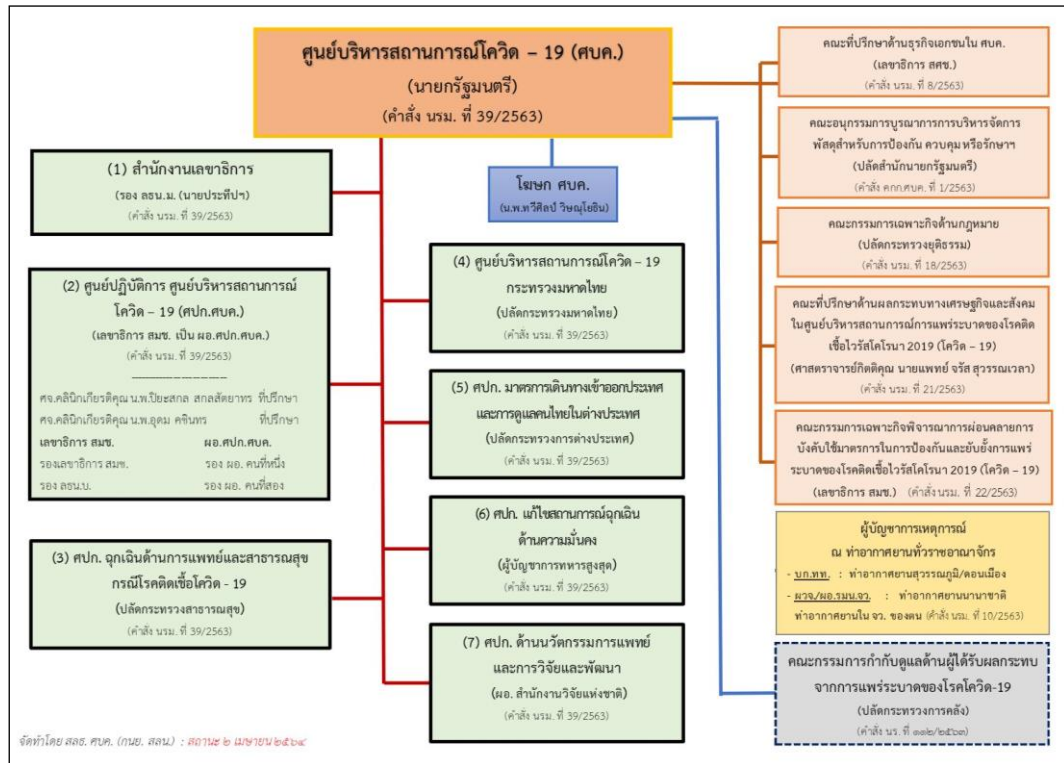 ศูนย์บริหารสถานการณ์โควิด – 19 (ศบค.)
(นายกรัฐมนตรี)
(คำสั่ง นรม. ที่ 39/2563)
โฆษก ศบค.
(น.พ.ทวีศิลป์ วิษณุโยธิน)
(1) สำนักงานเลขาธิการ
(รอง ลธน.ม. (นายประทีปฯ)
(คำสั่ง นรม. ที่ 39/2563)
(2) ศูนย์ปฏิบัติการ ศูนย์บริหารสถานการณ์
โควิด – 19 (ศปก.ศบค.)
(เลขาธิการ สมช. เป็น ผอ.ศปก.ศบค.)
(คำสั่ง นรม. ที่ 39/2563)
------------------------
ศจ.คลินิกเกียรติคุณ น.พ.ปิยะสกล สกลสัตยาทร ที่ปรึกษา
ศจ.คลินิกเกียรติคุณ น.พ.อุดม คชินทร ที่ปรึกษา
เลขาธิการ สมช. ผอ.ศปก.ศบค.
รองเลขาธิการ สมช. รอง ผอ. คนที่หนึ่ง
รอง ลธน.บ. รอง ผอ. คนที่สอง
(3) ศปก. ฉุกเฉินด้านการแพทย์และสาธารณสุข
กรณีโรคติดเชื้อโควิด - 19
(ปลัดกระทรวงสาธารณสุข)
(คำสั่ง นรม. ที่ 39/2563)
(4) ศูนย์บริหารสถานการณ์โควิด – 19
กระทรวงมหาดไทย
(ปลัดกระทรวงมหาดไทย)
(คำสั่ง นรม. ที่ 39/2563)
(5) ศปก. มาตรการเดินทางเข้าออกประเทศ
และการดูแลคนไทยในต่างประเทศ
(ปลัดกระทรวงการต่างประเทศ)
(คำสั่ง นรม. ที่ 39/2563)
(6) ศปก. แก้ไขสถานการณ์ฉุกเฉิน
ด้านความมั่นคง
(ผู้บัญชาการทหารสูงสุด)
(คำสั่ง นรม. ที่ 39/2563)
(7) ศปก. ด้านนวัตกรรมการแพทย์
และการวิจัยและพัฒนา
(ผอ. สำนักงานวิจัยแห่งชาติ)
(คำสั่ง นรม. ที่ 39/2563)
คณะที่ปรึกษาด้านธุรกิจเอกชนใน ศบค.
(เลขาธิการ สศช.)
(คำสั่ง นรม. ที่ 8/2563)
คณะอนุกรรมการบูรณาการการบริหารจัดการ
พัสดุสำหรับการป้องกัน ควบคุม หรือรักษาฯ
(ปลัดสำนักนายกรัฐมนตรี)
(คำสั่ง คกก.ศบค. ที่ 1/2563)
คณะกรรมการเฉพาะกิจด้านกฎหมาย
(ปลัดกระทรวงยุติธรรม)
(คำสั่ง นรม. ที่ 18/2563)
คณะที่ปรึกษาด้านผลกระทบทางเศรษฐกิจและสังคม
ในศูนย์บริหารสถานการณ์การแพร่ระบาดของโรคติด
เชื้อไวรัสโคโรนา 2019 (โควิด – 19)
(ศาสตราจารย์กิตติคุณ นายแพทย์ จรัส สุวรรณเวลา)
(คำสั่ง นรม. ที่ 21/2563)
คณะกรรมการเฉพาะกิจพิจารณาการผ่อนคลายการ
บังคับใช้มาตรการในการป้องกันและยับยั้งการแพร่
ระบาดของโรคติดเชื้อไวรัสโคโรนา 2019 (โควิด – 19)
(เลขาธิการ สมช.) (คำสั่ง นรม. ที่ 22/2563)
ผู้บัญชาการเหตุการณ์
ณ ท่าอากาศยานทั่วราชอาณาจักร
- บก.ทท. : ท่าอากาศยานสุวรรณภูมิ/ดอนเมือง
- ผวจ/ผอ.รมน.จว. : ท่าอากาศยานนานาชาติ
ท่าอากาศยานใน จว. ของตน (คำสั่ง นรม. ที่ 10/2563)
คณะกรรมการกำกับดูแลด้านผู้ได้รับผลกระทบ
จากการแพร่ระบาดของโรคโควิด-19
(ปลัดกระทรวงการคลัง)
(คำสั่ง นร. ที่ ๑๓๒/๒๕๖๓)
จัดทำโดย สลธ. ศบค. (กนย. สลน.) : สถานะ ๒ เมษายน ๒๕๖๔